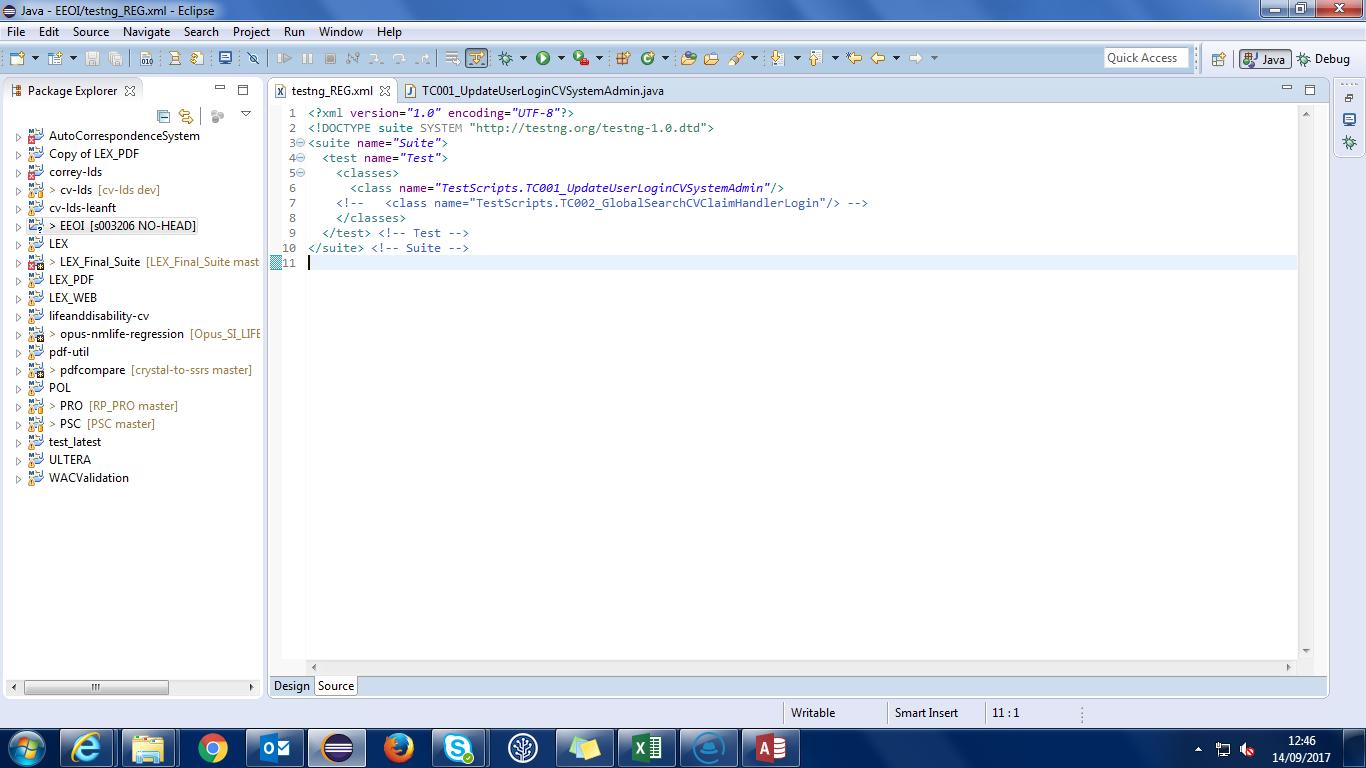 Java - EEOI/testng_REG.xml - Eclipse
File Edit Source Navigate Search Project Run Window Help
Quick Access
Java
Debug
Package Explorer
testng_REG.xml
TC001_UpdateUserLoginCVSystemAdmin.java
AutoCorrespondenceSystem
Copy of LEX_PDF
correy-lds
> cv-lds [cv-lds dev]
cv-lds-leanft
> EEOI [s003206 NO-HEAD]
LEX
> LEX_Final_Suite [LEX_Final_Suite mast
LEX_PDF
LEX_WEB
lifeanddisability-cv
> opus-nmlife-regression [Opus_SI_LIFE
pdf-util
> pdfcompare [crystal-to-ssrs master]
POL
> PRO [RP_PRO master]
> PSC [PSC master]
test_latest
ULTERA
WACValidation
1 <?xml version="1.0" encoding="UTF-8"?>
2 <!DOCTYPE suite SYSTEM "http://testng.org/testng-1.0.dtd">
3 <suite name="Suite">
4 <test name="Test">
5 <classes>
6 <class name="TestScripts.TC001_UpdateUserLoginCVSystemAdmin"/>
7 <!-- <class name="TestScripts.TC002_GlobalSearchCVClaimHandlerLogin"/> -->
8 </classes>
9 </test> <!-- Test -->
10 </suite> <!-- Suite -->
11
Design Source
Writable
Smart Insert
11 : 1
12:46
14/09/2017